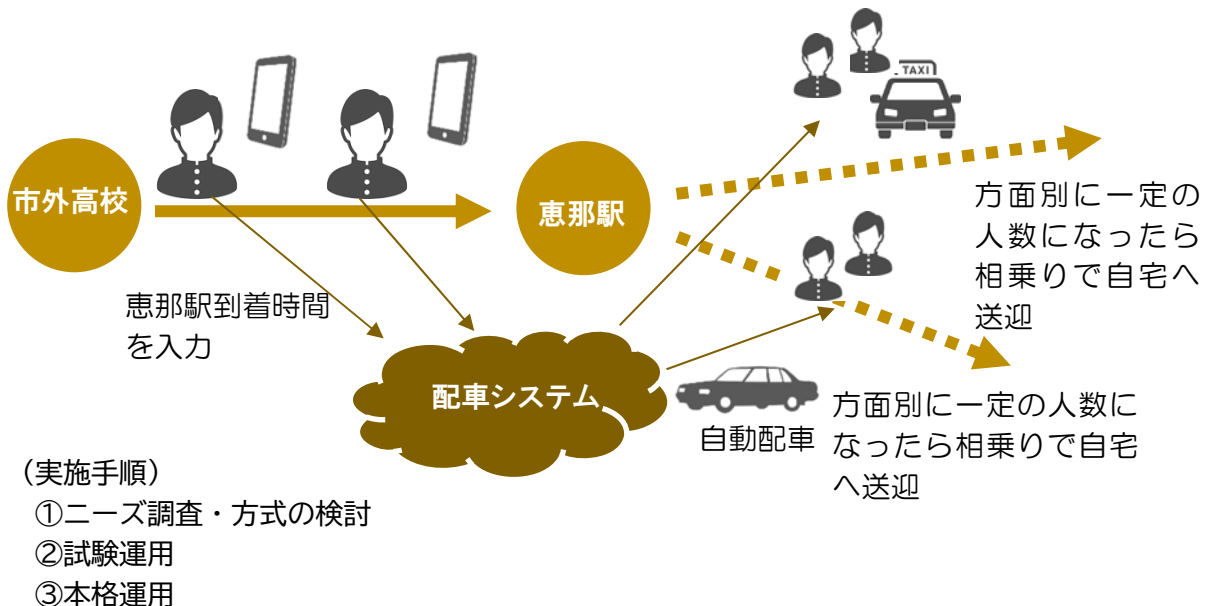 TAXI
市外高校
恵那駅
方面別に一定の
人数になったら
相乗りで自宅へ
送迎
恵那駅到着時間
を入力
配車システム
自動配車
方面別に一定の人数に
なったら相乗りで自宅
へ送迎
（実施手順）
①ニーズ調査・方式の検討
②試験運用
③本格運用